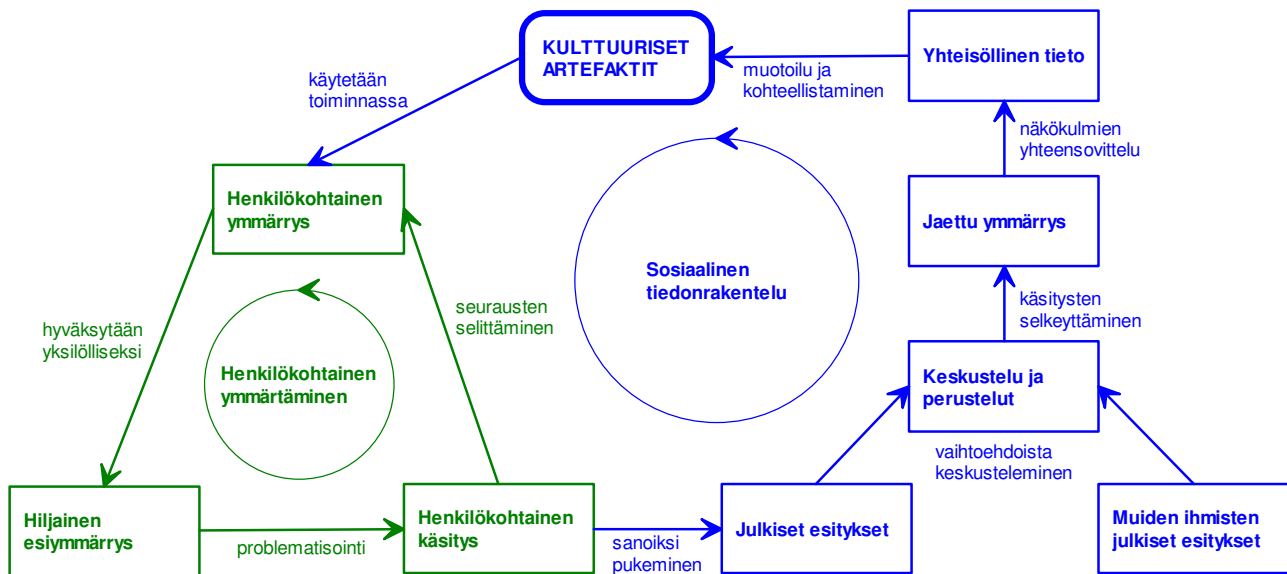 KULTTUURISET
ARTEFAKTIT
Yhteisöllinen tieto
muotoilu ja
kohteellistaminen
käytetään
toiminnassa
näkökulmien
yhteensovittelu
Henkilökohtainen
ymmärrys
Jaettu ymmärrys
Sosiaalinen
tiedonrakentelu
seurausten
selittäminen
käsitysten
selkeyttäminen
hyväksytään
yksilölliseksi
Henkilökohtainen
ymmärtäminen
Keskustelu ja
perustelut
vaihtoehdoista
keskusteleminen
Hiljainen
esiymmärrys
problematisointi
Henkilökohtainen
käsitys
sanoiksi
pukeminen
Julkiset esitykset
Muiden ihmisten
julkiset esitykset